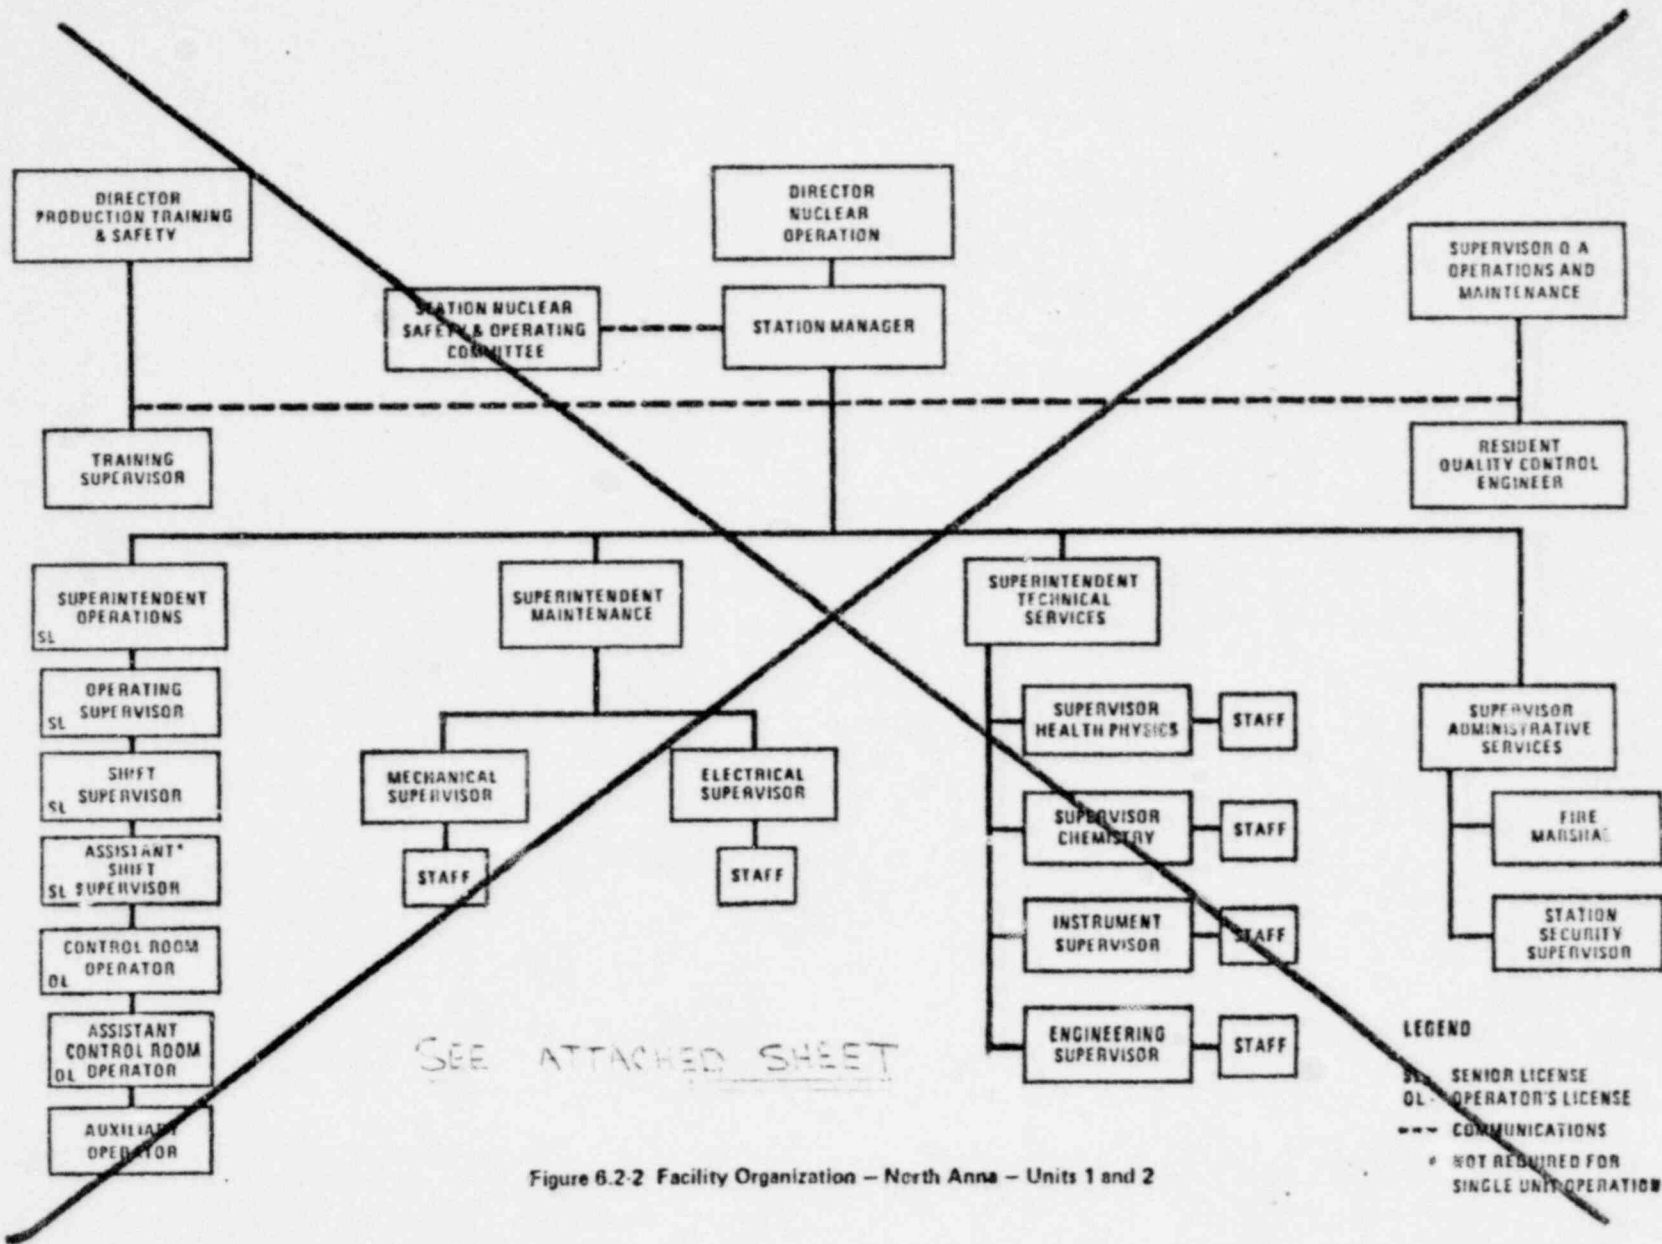 DIRECTOR
PRODUCTION TRAINING
& SAFETY
DIRECTOR
NUCLEAR
OPERATION
SUPERVISOR Q A
OPERATIONS AND
MAINTENANCE
STATION NUCLEAR
SAFETY & OPERATING
COMMITTEE
STATION MANAGER
TRAINING
SUPERVISOR
RESIDENT
QUALITY CONTROL
ENGINEER
SUPERINTENDENT
OPERATIONS
SL
SUPERINTENDENT
MAINTENANCE
SUPERINTENDENT
TECHNICAL
SERVICES
OPERATING
SUPERVISOR
SL
SHIFT
SUPERVISOR
SL
ASSISTANT*
SHIFT
SL SUPERVISOR
CONTROL ROOM
OPERATOR
OL
ASSISTANT
CONTROL ROOM
OL OPERATOR
AUXILIARY
OPERATOR
MECHANICAL
SUPERVISOR
STAFF
ELECTRICAL
SUPERVISOR
STAFF
SUPERVISOR
HEALTH PHYSICS
STAFF
SUPERVISOR
CHEMISTRY
STAFF
INSTRUMENT
SUPERVISOR
STAFF
ENGINEERING
SUPERVISOR
STAFF
SUPERVISOR
ADMINISTRATIVE
SERVICES
FIRE
MARSHAL
STATION
SECURITY
SUPERVISOR
SEE ATTACHED SHEET
LEGEND
SL - SENIOR LICENSE
OL - OPERATOR'S LICENSE
--- COMMUNICATIONS
* NOT REQUIRED FOR
SINGLE UNIT OPERATION
Figure 6.2-2 Facility Organization — North Anna — Units 1 and 2